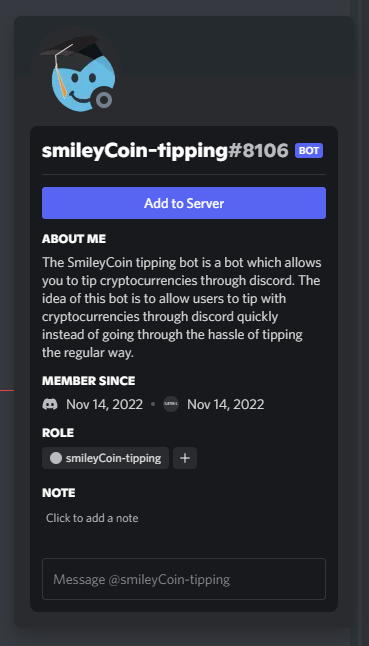 smileyCoin-tipping#8106 BOT
Add to Server
ABOUT ME
The SmileyCoin tipping bot is a bot which allows
you to tip cryptocurrencies through discord. The
idea of this bot is to allow users to tip with
cryptocurrencies through discord quickly
instead of going through the hassle of tipping
the regular way.
MEMBER SINCE
Nov 14, 2022 • Nov 14, 2022
ROLE
smileyCoin-tipping +
NOTE
Click to add a note
Message @smileyCoin-tipping